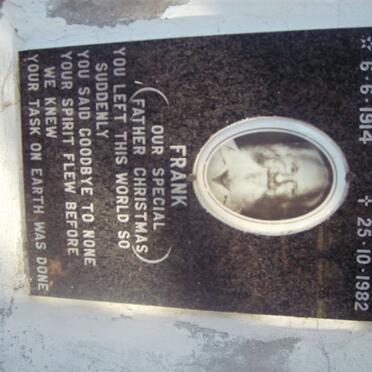 ☆ 6·6·1914 ✝ 25·10·1982
FRANK
OUR SPECIAL
(FATHER CHRISTMAS)
YOU LEFT THIS WORLD SO
SUDDENLY
YOU SAID GOODBYE TO NONE
YOUR SPIRIT FLEW BEFORE
WE KNEW
YOUR TASK ON EARTH WAS DONE